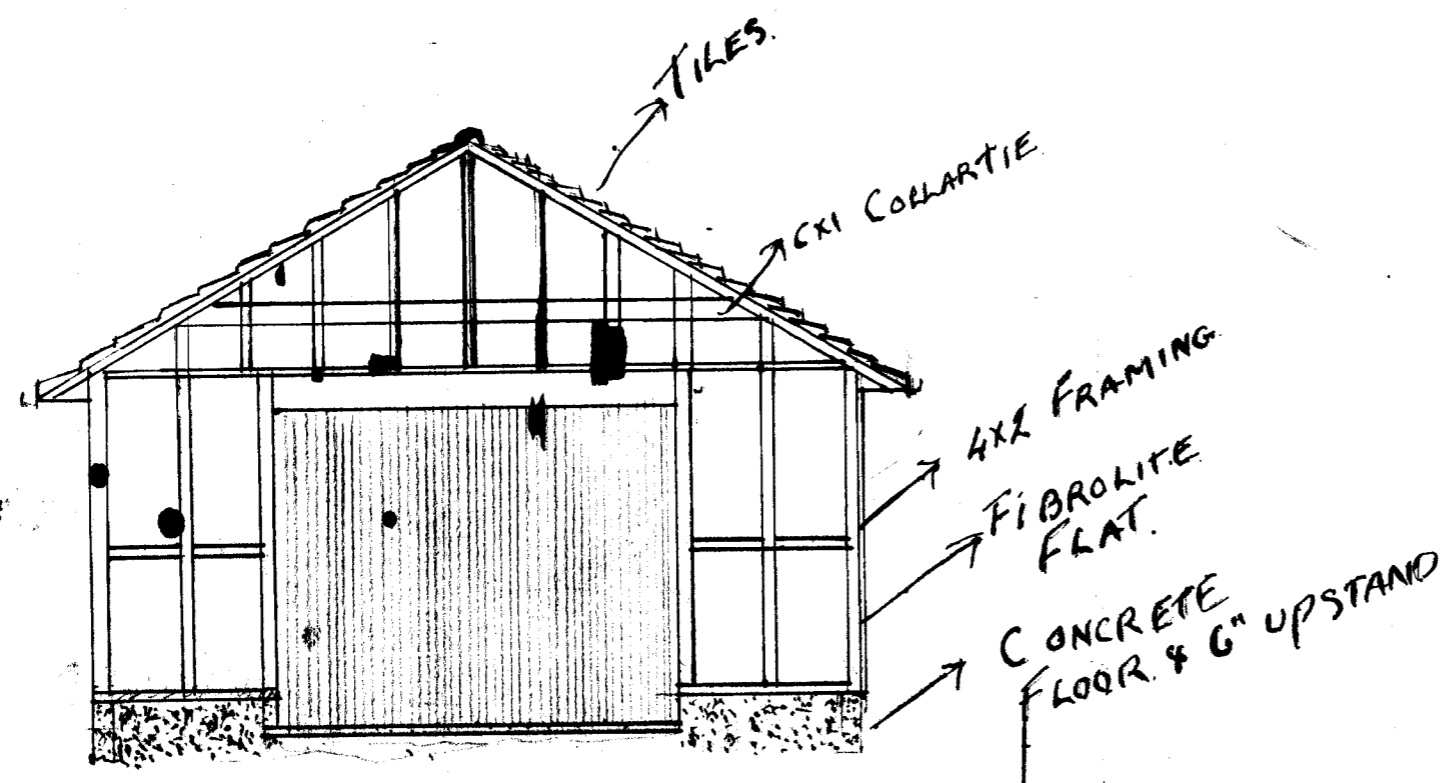 TILES.
6X1 COLLARTIE
4X2 FRAMING.
FIBROLITE
FLAT.
CONCRETE
FLOOR. & 6" UPSTAND